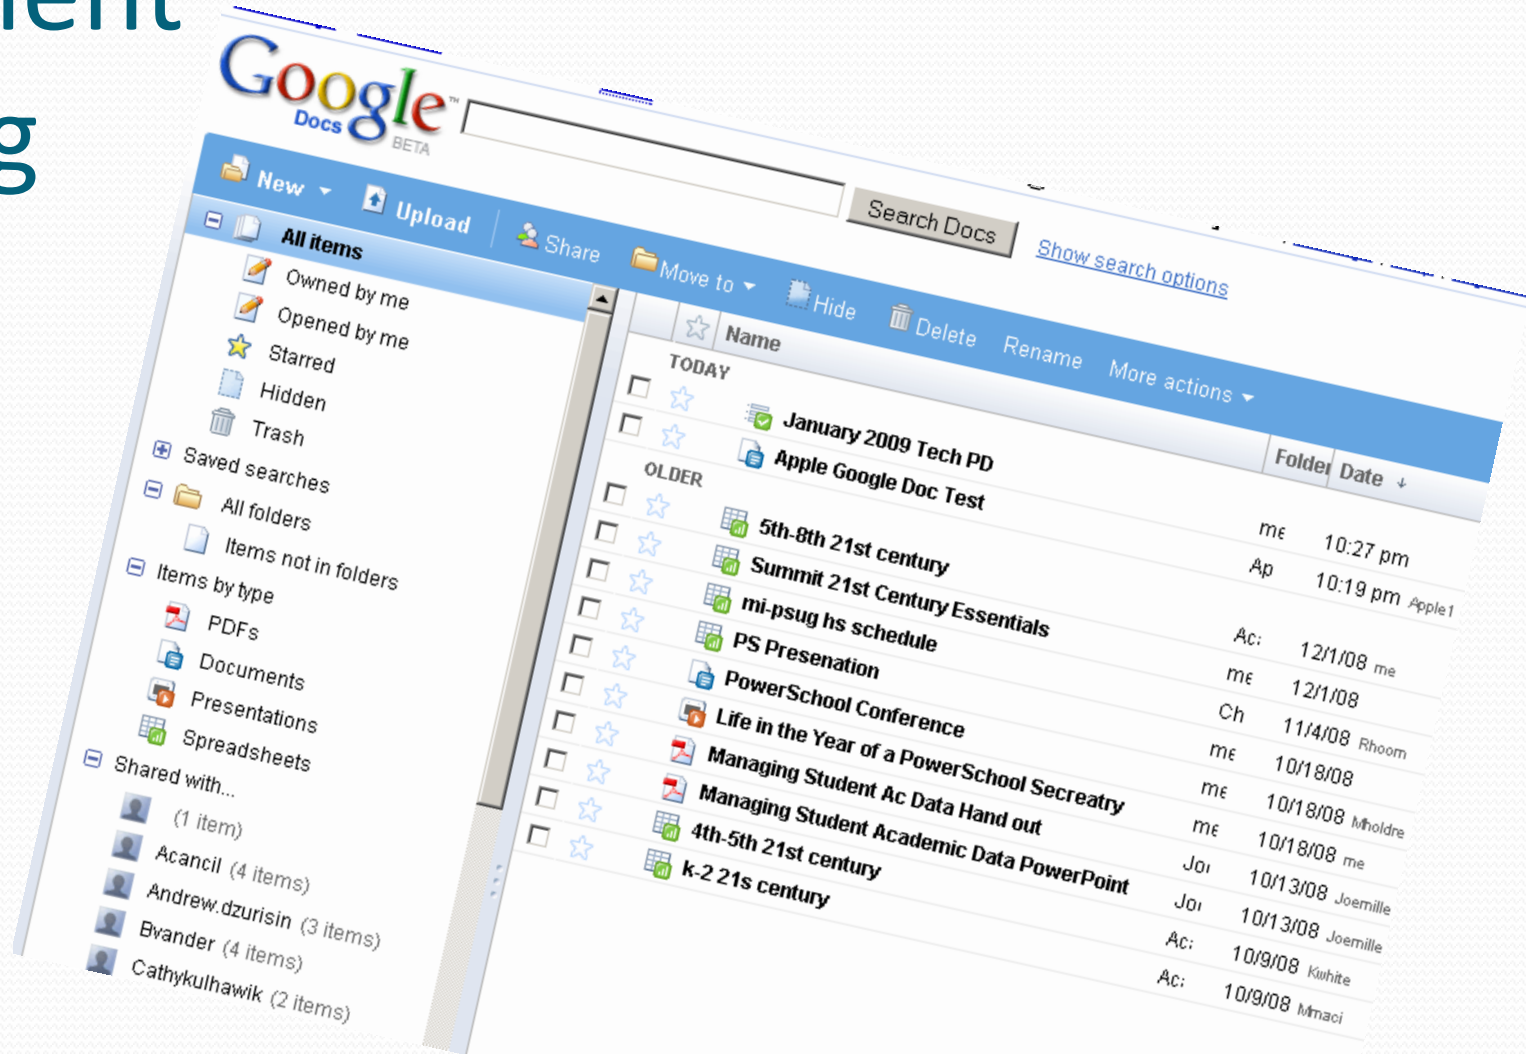 g
Google™
Docs BETA
Search Docs Show search options
New Upload Share Move to Hide Delete Rename More actions
All items
Owned by me
Opened by me
Starred
Hidden
Trash
Saved searches
All folders
Items not in folders
Items by type
PDFs
Documents
Presentations
Spreadsheets
Shared with...
(1 item)
Acancil (4 items)
Andrew.dzurisin (3 items)
Bvander (4 items)
Cathykulhawik (2 items)
Name Folder Date
TODAY
January 2009 Tech PD me 10:27 pm
Apple Google Doc Test Ap 10:19 pm Apple1
OLDER
5th-8th 21st century 12/1/08 me
Summit 21st Century Essentials me 12/1/08
mi-psug hs schedule Ch 11/4/08 Rhoom
PS Presenation me 10/18/08
PowerSchool Conference me 10/18/08 Mholdre
Life in the Year of a PowerSchool Secreatry me 10/18/08 me
Managing Student Ac Data Hand out 10/13/08 Joemille
Managing Student Academic Data PowerPoint 10/13/08 Joemille
4th-5th 21st century 10/9/08 Kwhite
k-2 21s century 10/9/08 Mmaci